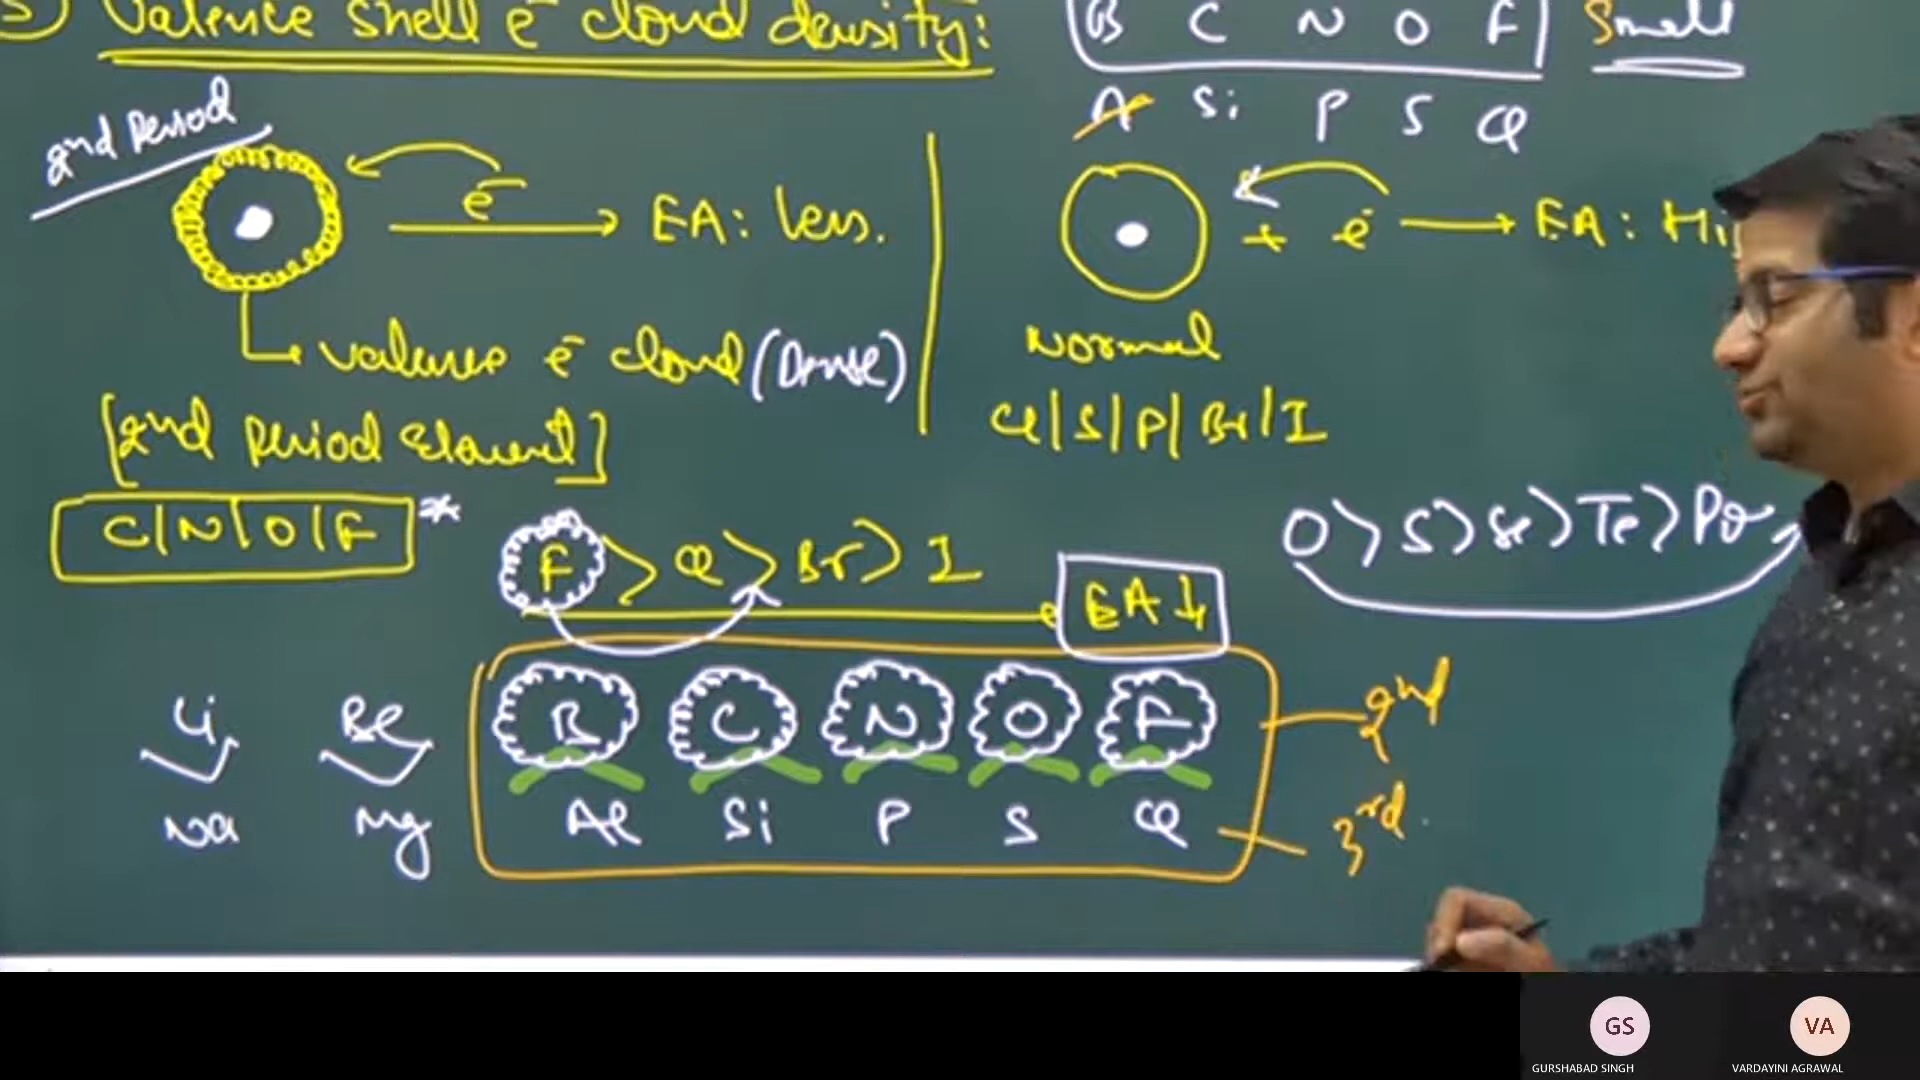 Valence shell e⁻ cloud density:
B C N O F Small
Al Si P S Cl
2nd Period
e⁻ → EA: less.
+ e⁻ → EA: Hi
valence e⁻ cloud (Dense)
Normal
[2nd Period Element]
Cl|S|P|Br|I
C|N|O|F *
F > Cl > Br > I
O > S > Se > Te > Po
EA ↓
Li Be B C N O F 2nd
Na Mg Al Si P S Cl 3rd
GS VA
GURSHABAD SINGH VARDAYINI AGRAWAL